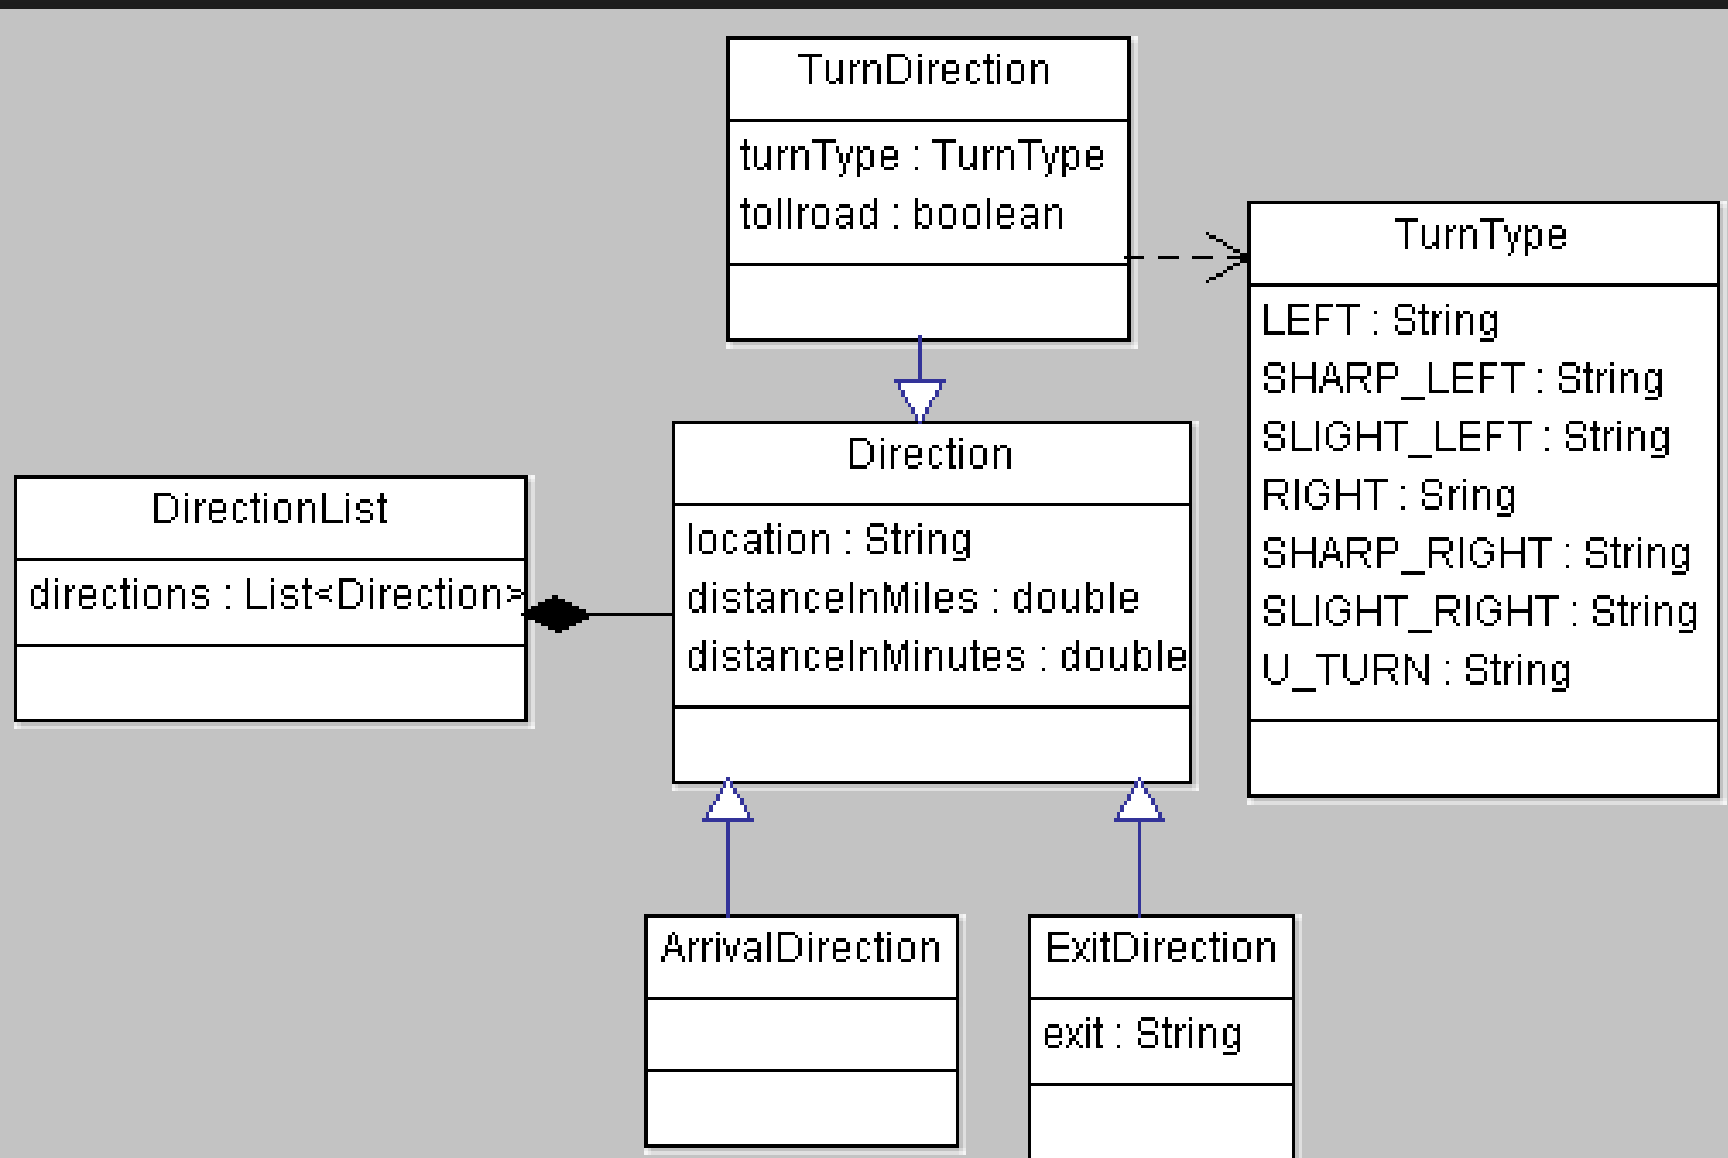 TurnDirection
turnType : TurnType
tollroad : boolean
TurnType
LEFT : String
SHARP_LEFT : String
SLIGHT_LEFT : String
RIGHT : Sring
SHARP_RIGHT : String
SLIGHT_RIGHT : String
U_TURN : String
Direction
location : String
distanceInMiles : double
distanceInMinutes : double
DirectionList
directions : List<Direction>
ArrivalDirection
ExitDirection
exit : String